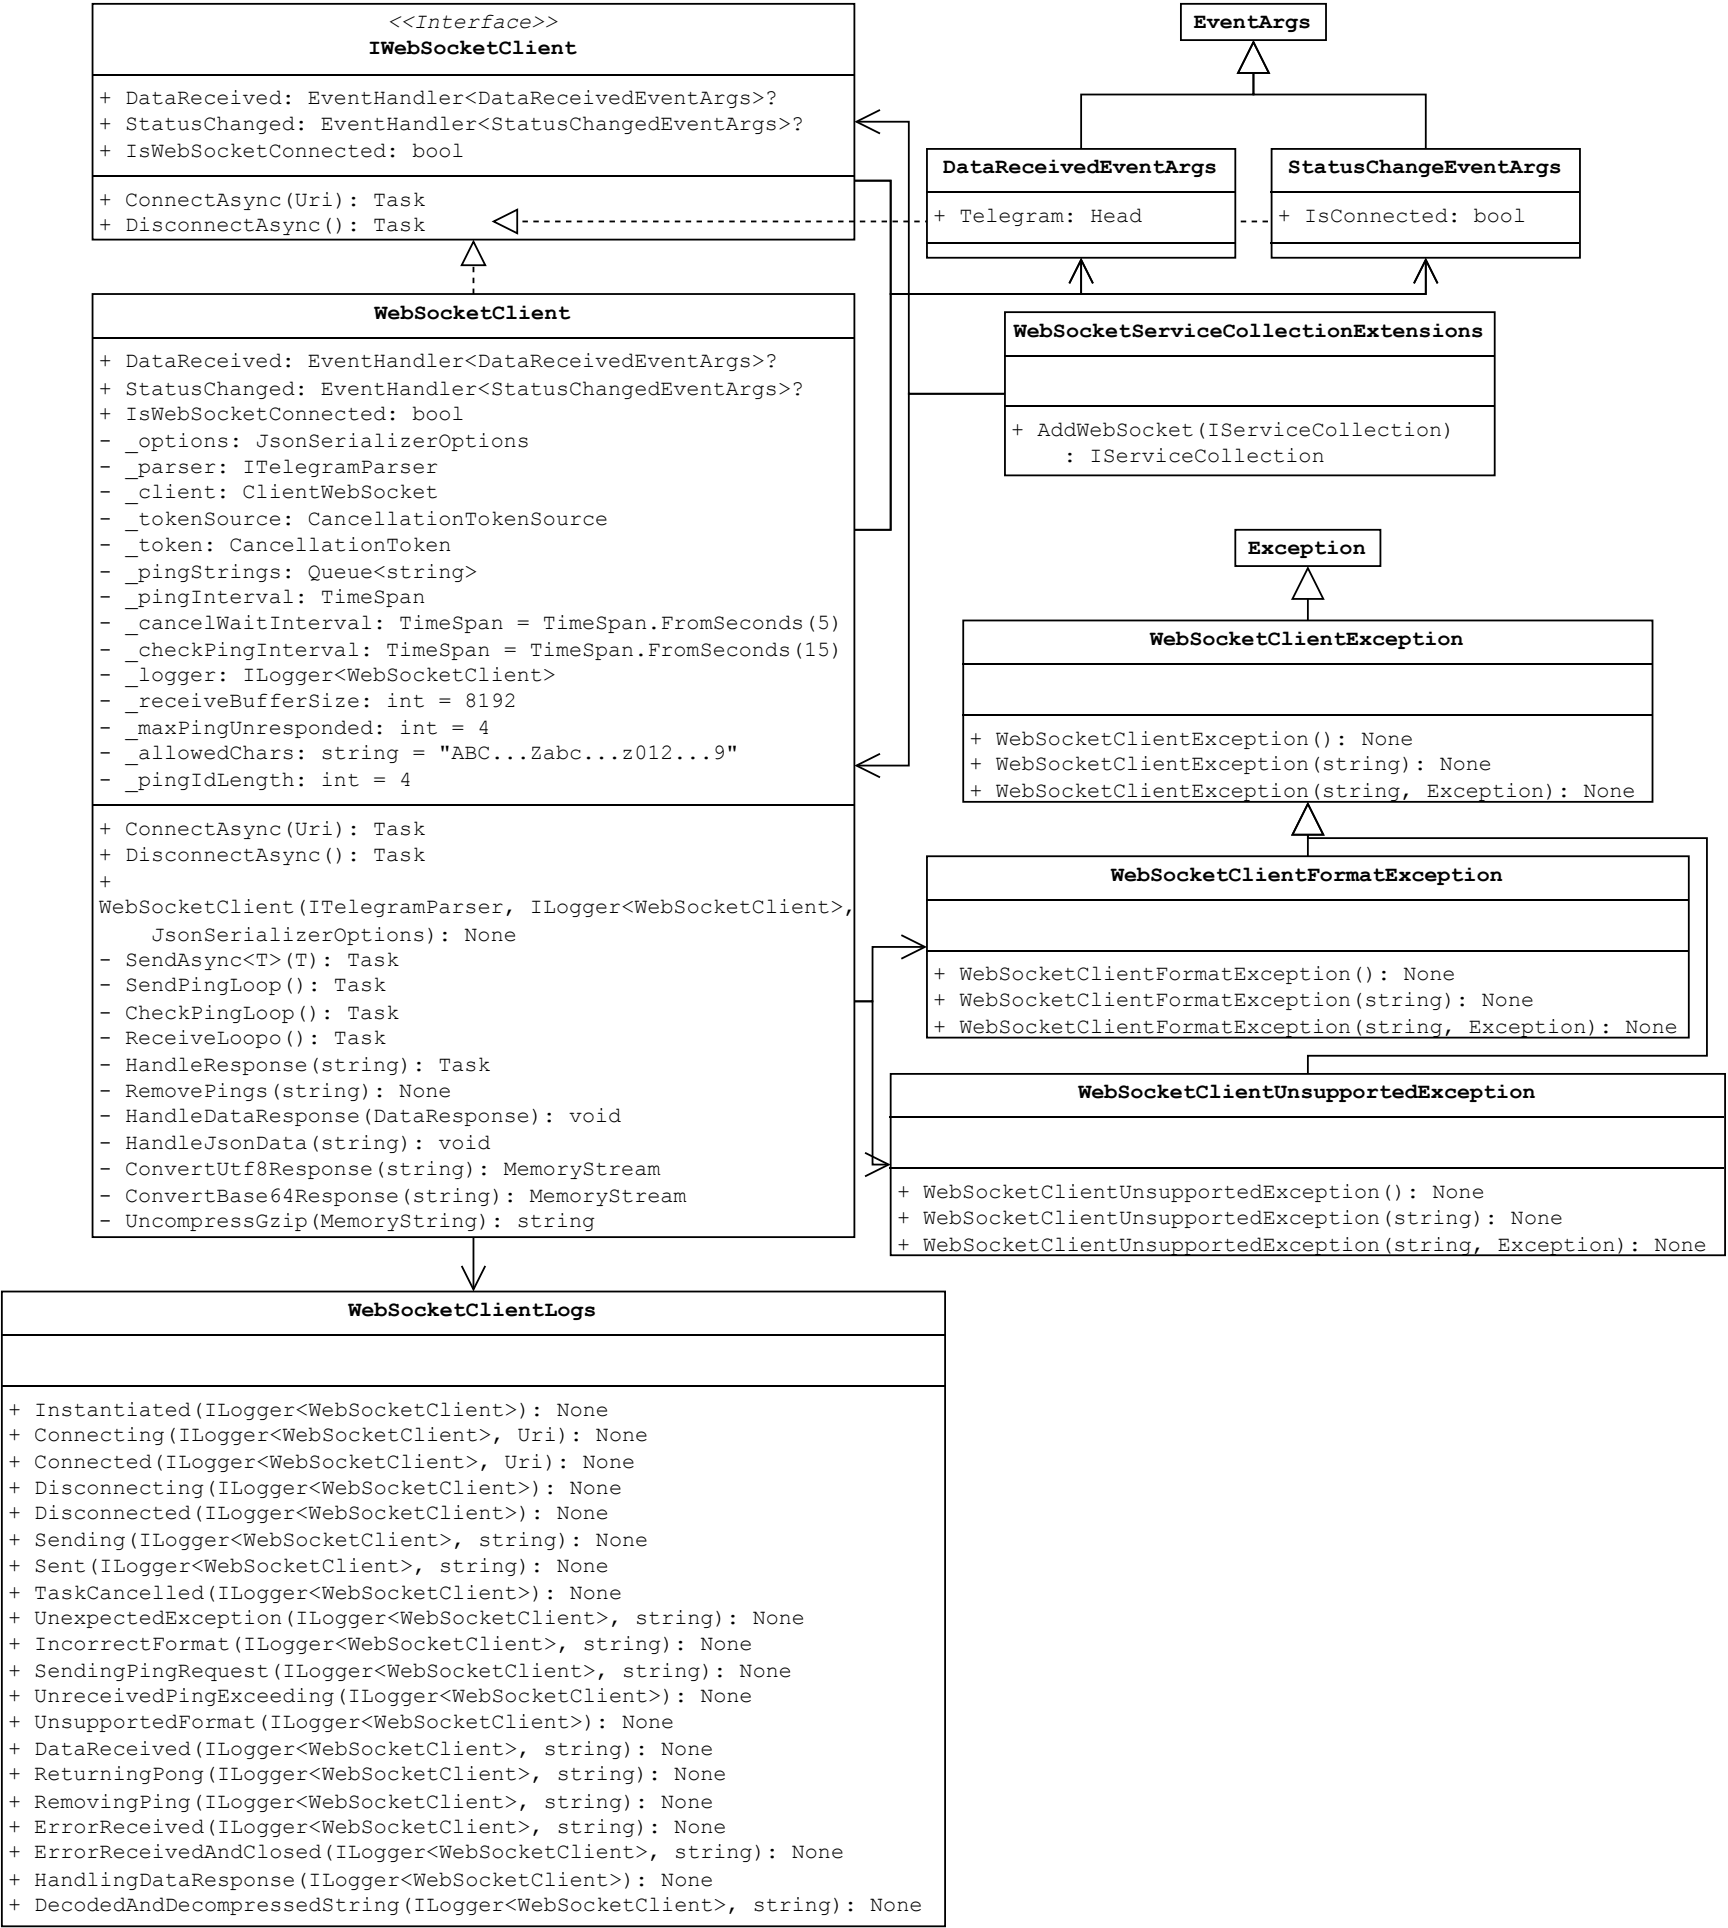 <<Interface>>
IWebSocketClient
+ DataReceived: EventHandler<DataReceivedEventArgs>?
+ StatusChanged: EventHandler<StatusChangedEventArgs>?
+ IsWebSocketConnected: bool
+ ConnectAsync(Uri): Task
+ DisconnectAsync(): Task
EventArgs
DataReceivedEventArgs
+ Telegram: Head
StatusChangeEventArgs
+ IsConnected: bool
WebSocketClient
+ DataReceived: EventHandler<DataReceivedEventArgs>?
+ StatusChanged: EventHandler<StatusChangedEventArgs>?
+ IsWebSocketConnected: bool
- _options: JsonSerializerOptions
- _parser: ITelegramParser
- _client: ClientWebSocket
- _tokenSource: CancellationTokenSource
- _token: CancellationToken
- _pingStrings: Queue<string>
- _pingInterval: TimeSpan
- _cancelWaitInterval: TimeSpan = TimeSpan.FromSeconds(5)
- _checkPingInterval: TimeSpan = TimeSpan.FromSeconds(15)
- _logger: ILogger<WebSocketClient>
- _receiveBufferSize: int = 8192
- _maxPingUnresponded: int = 4
- _allowedChars: string = "ABC...Zabc...z012...9"
- _pingIdLength: int = 4
+ ConnectAsync(Uri): Task
+ DisconnectAsync(): Task
+
WebSocketClient(ITelegramParser, ILogger<WebSocketClient>,
JsonSerializerOptions): None
- SendAsync<T>(T): Task
- SendPingLoop(): Task
- CheckPingLoop(): Task
- ReceiveLoopo(): Task
- HandleResponse(string): Task
- RemovePings(string): None
- HandleDataResponse(DataResponse): void
- HandleJsonData(string): void
- ConvertUtf8Response(string): MemoryStream
- ConvertBase64Response(string): MemoryStream
- UncompressGzip(MemoryString): string
WebSocketServiceCollectionExtensions
+ AddWebSocket(IServiceCollection)
: IServiceCollection
Exception
WebSocketClientException
+ WebSocketClientException(): None
+ WebSocketClientException(string): None
+ WebSocketClientException(string, Exception): None
WebSocketClientFormatException
+ WebSocketClientFormatException(): None
+ WebSocketClientFormatException(string): None
+ WebSocketClientFormatException(string, Exception): None
WebSocketClientUnsupportedException
+ WebSocketClientUnsupportedException(): None
+ WebSocketClientUnsupportedException(string): None
+ WebSocketClientUnsupportedException(string, Exception): None
WebSocketClientLogs
+ Instantiated(ILogger<WebSocketClient>): None
+ Connecting(ILogger<WebSocketClient>, Uri): None
+ Connected(ILogger<WebSocketClient>, Uri): None
+ Disconnecting(ILogger<WebSocketClient>): None
+ Disconnected(ILogger<WebSocketClient>): None
+ Sending(ILogger<WebSocketClient>, string): None
+ Sent(ILogger<WebSocketClient>, string): None
+ TaskCancelled(ILogger<WebSocketClient>): None
+ UnexpectedException(ILogger<WebSocketClient>, string): None
+ IncorrectFormat(ILogger<WebSocketClient>, string): None
+ SendingPingRequest(ILogger<WebSocketClient>, string): None
+ UnreceivedPingExceeding(ILogger<WebSocketClient>): None
+ UnsupportedFormat(ILogger<WebSocketClient>): None
+ DataReceived(ILogger<WebSocketClient>, string): None
+ ReturningPong(ILogger<WebSocketClient>, string): None
+ RemovingPing(ILogger<WebSocketClient>, string): None
+ ErrorReceived(ILogger<WebSocketClient>, string): None
+ ErrorReceivedAndClosed(ILogger<WebSocketClient>, string): None
+ HandlingDataResponse(ILogger<WebSocketClient>): None
+ DecodedAndDecompressedString(ILogger<WebSocketClient>, string): None